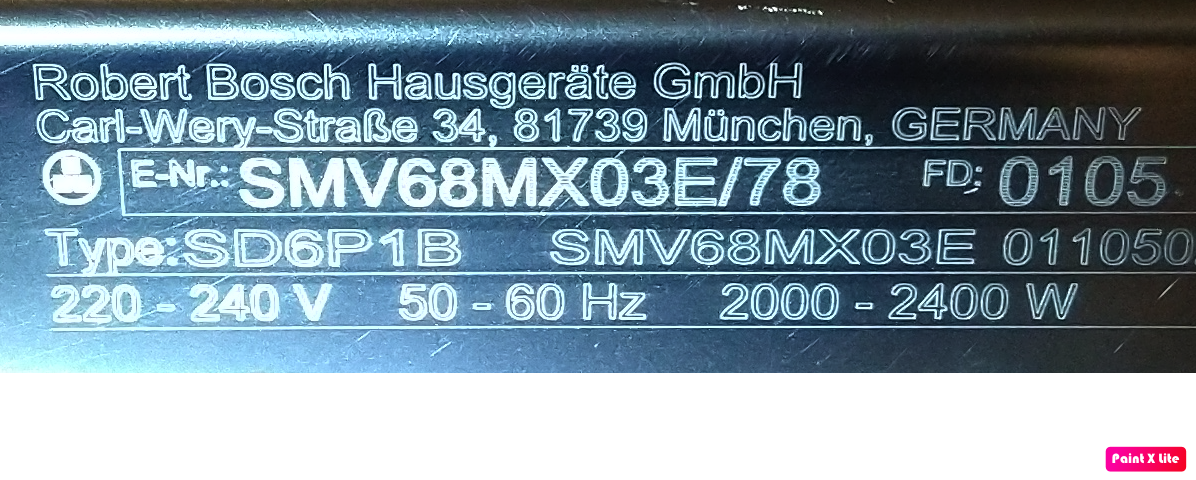 Robert Bosch Hausgeräte GmbH
Carl-Wery-Straße 34, 81739 München, GERMANY
E-Nr.: SMV68MX03E/78 FD: 0105
Type: SD6P1B SMV68MX03E 011050
220 - 240 V 50 - 60 Hz 2000 - 2400 W
Paint X Lite